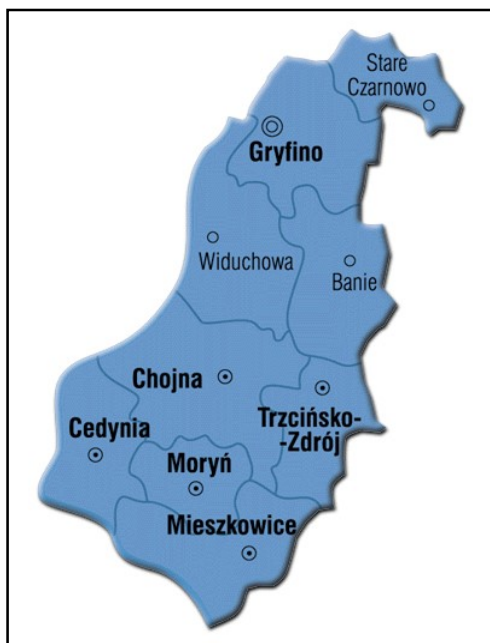 Stare
Czarnowo
Gryfino
Widuchowa
Banie
Chojna
Trzcińsko-
-Zdrój
Cedynia
Moryń
Mieszkowice